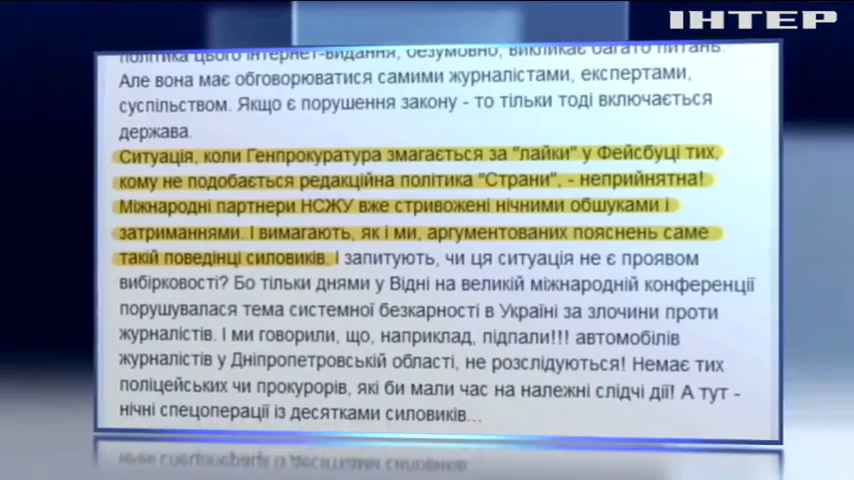 ІНТЕР
політика цього інтернет-видання, безумовно, викликає багато питань.
Але вона має обговорюватися самими журналістами, експертами,
суспільством. Якщо є порушення закону - то тільки тоді включається
держава.
Ситуація, коли Генпрокуратура змагається за "лайки" у Фейсбуці тих,
кому не подобається редакційна політика "Страни", - неприйнятна!
Міжнародні партнери НСЖУ вже стривожені нічними обшуками і
затриманнями. І вимагають, як і ми, аргументованих пояснень саме
такій поведінці силовиків. І запитують, чи ця ситуація не є проявом
вибірковості? Бо тільки днями у Відні на великій міжнародній конференції
порушувалася тема системної безкарності в Україні за злочини проти
журналістів. І ми говорили, що, наприклад, підпали!!! автомобілів
журналістів у Дніпропетровській області, не розслідуються! Немає тих
поліцейських чи прокурорів, які би мали час на належні слідчі дії! А тут -
нічні спецоперації із десятками силовиків...